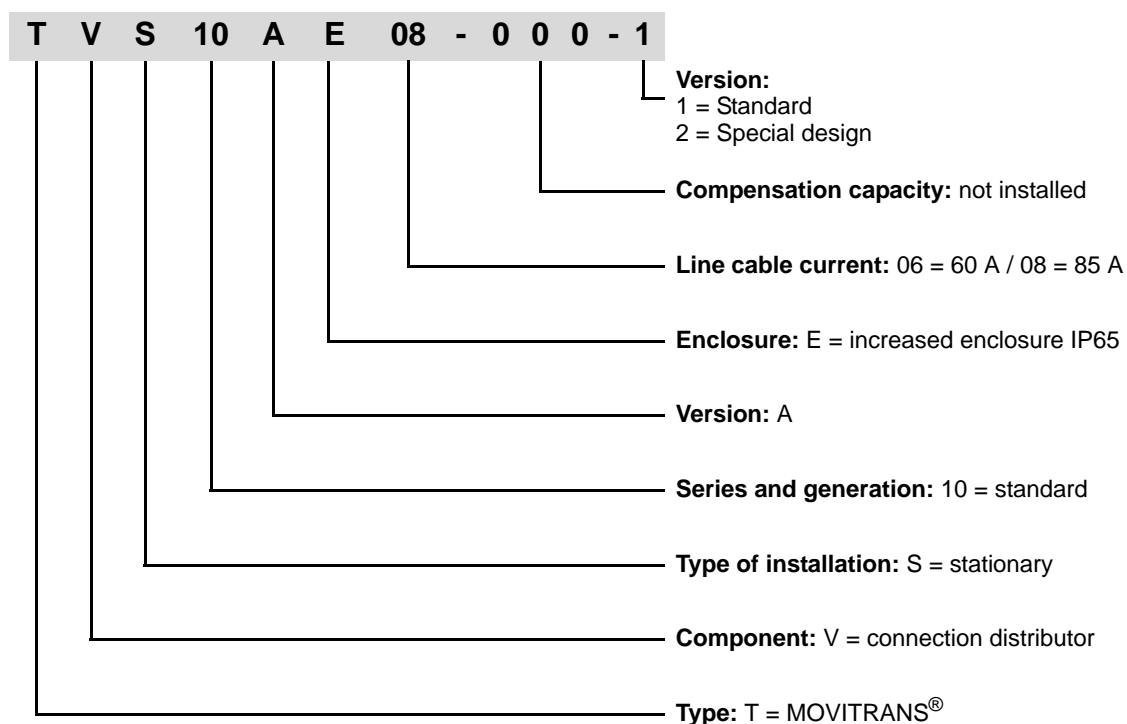 T V S 10 A E 08 - 0 0 0 - 1
Version:
1 = Standard
2 = Special design
Compensation capacity: not installed
Line cable current: 06 = 60 A / 08 = 85 A
Enclosure: E = increased enclosure IP65
Version: A
Series and generation: 10 = standard
Type of installation: S = stationary
Component: V = connection distributor
Type: T = MOVITRANS®